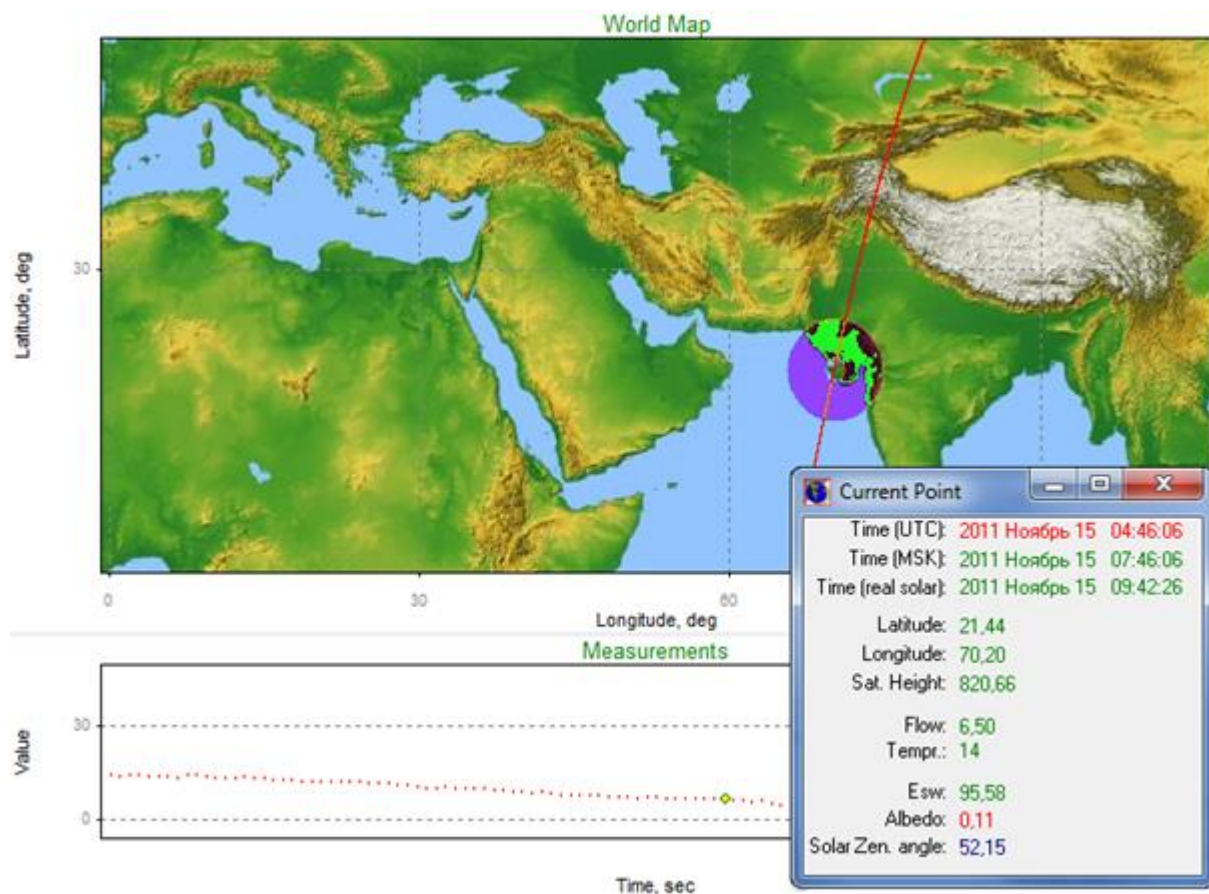 World Map
Latitude, deg
30
0
30
60
Longitude, deg
Measurements
Value
30
0
Time, sec
Current Point
Time (UTC): 2011 Ноябрь 15 04:46:06
Time (MSK): 2011 Ноябрь 15 07:46:06
Time (real solar): 2011 Ноябрь 15 09:42:26
Latitude: 21,44
Longitude: 70,20
Sat. Height: 820,66
Flow: 6,50
Tempr.: 14
Esw: 95,58
Albedo: 0,11
Solar Zen. angle: 52,15